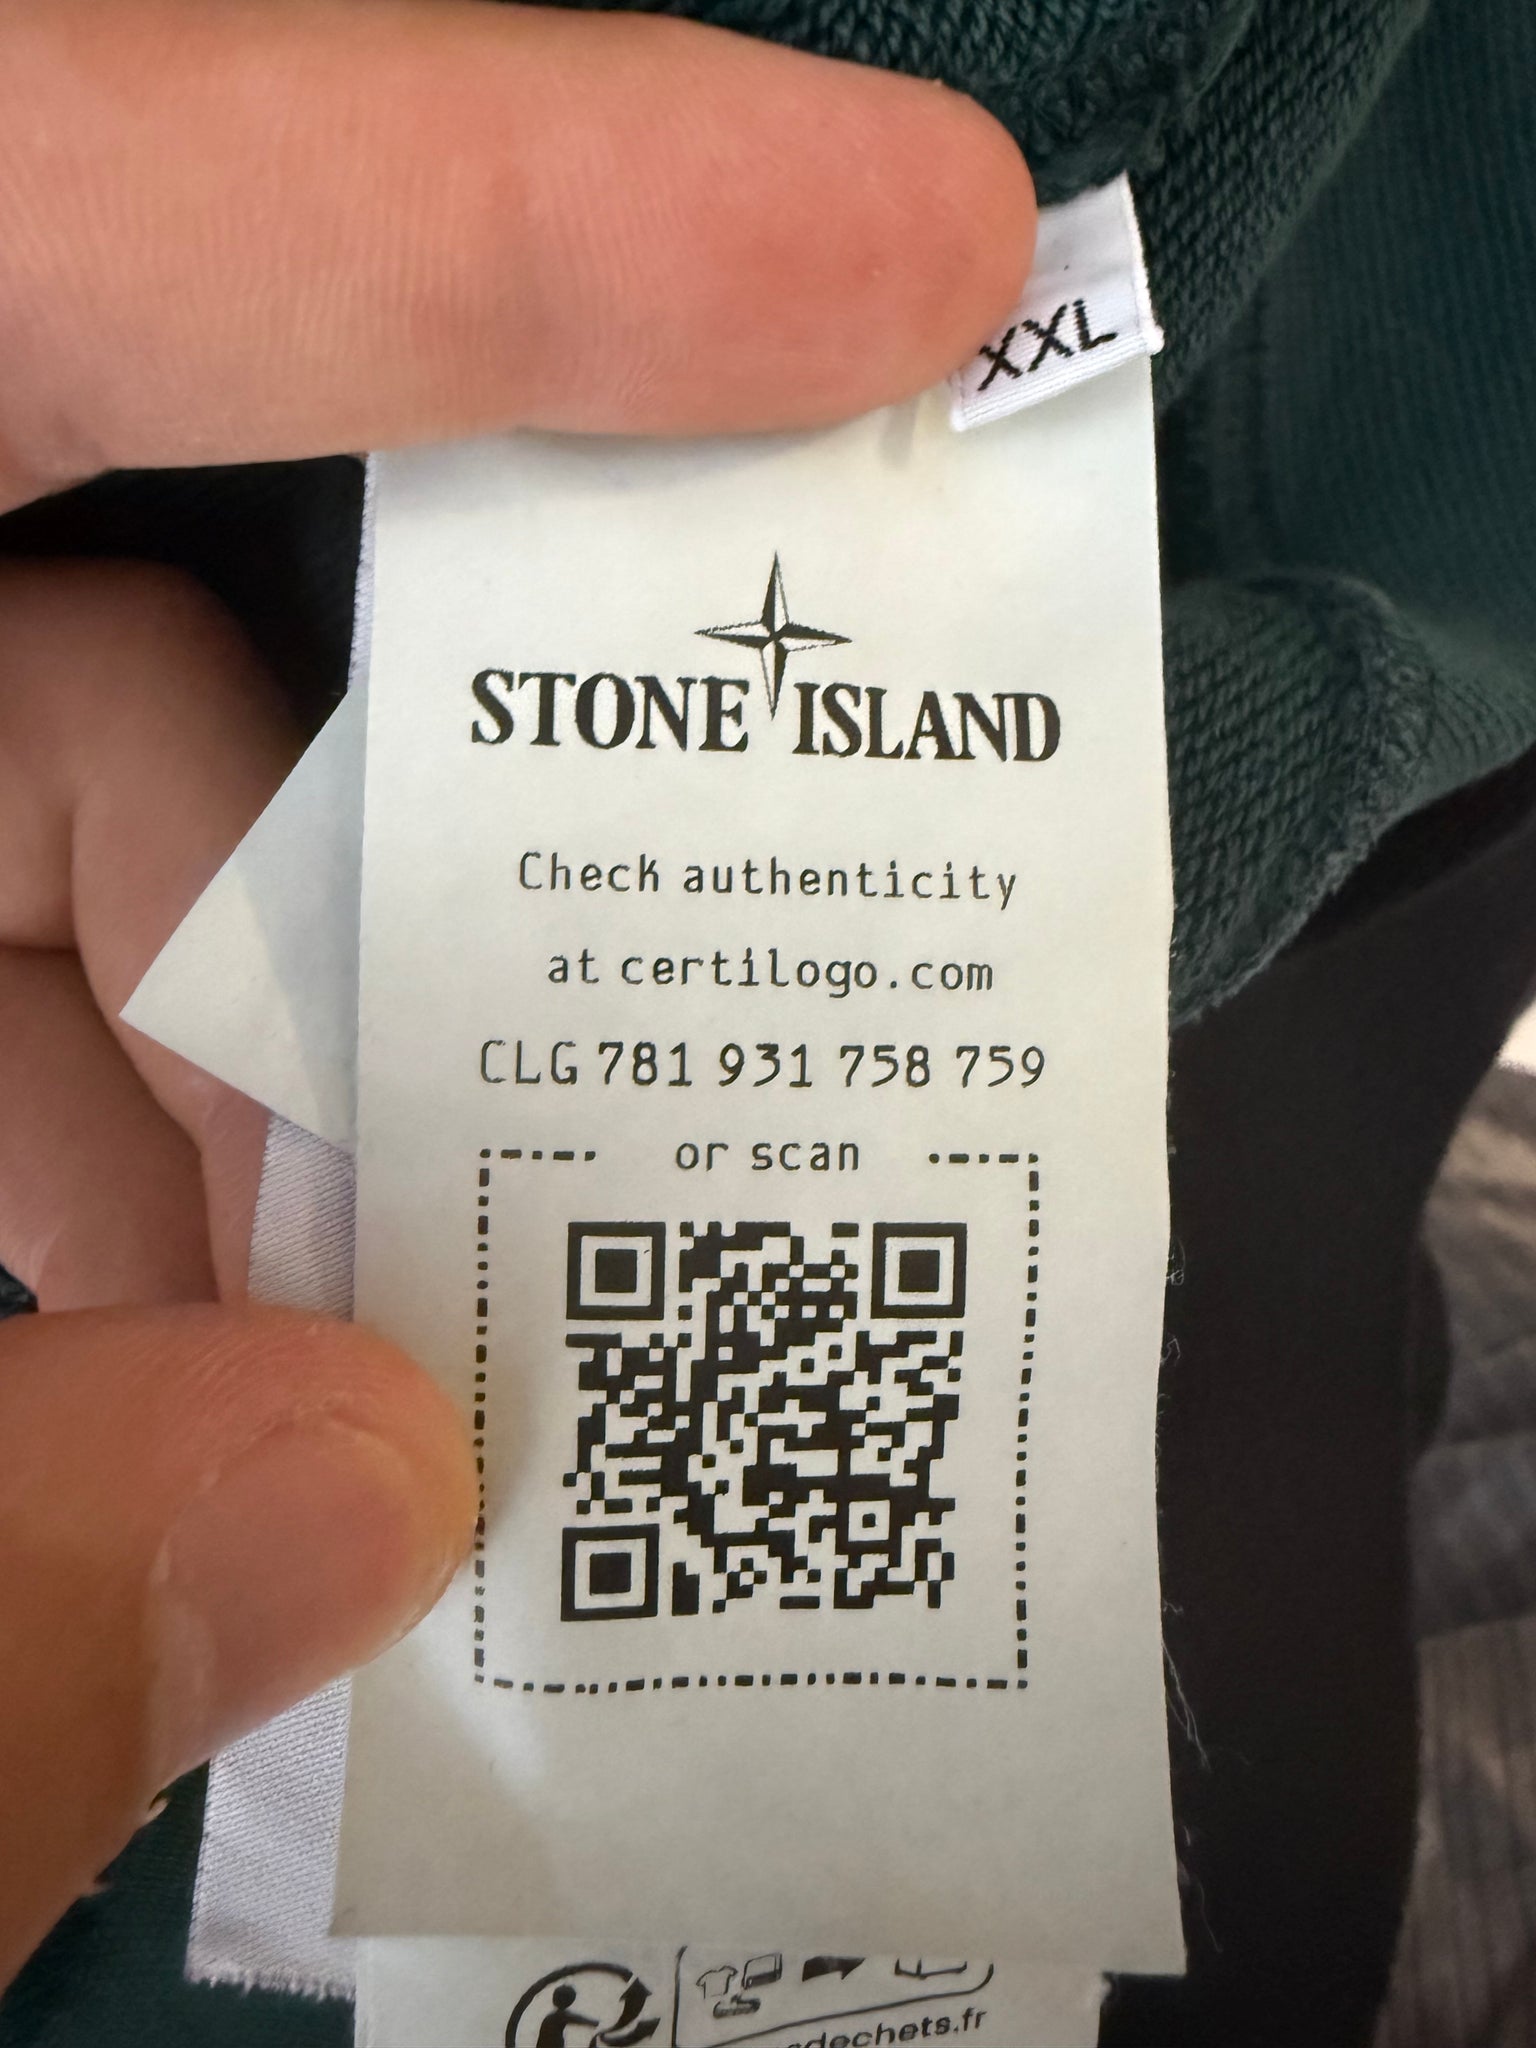 XXL
STONE ISLAND
Check authenticity
at certilogo.com
CLG 781 931 758 759
or scan